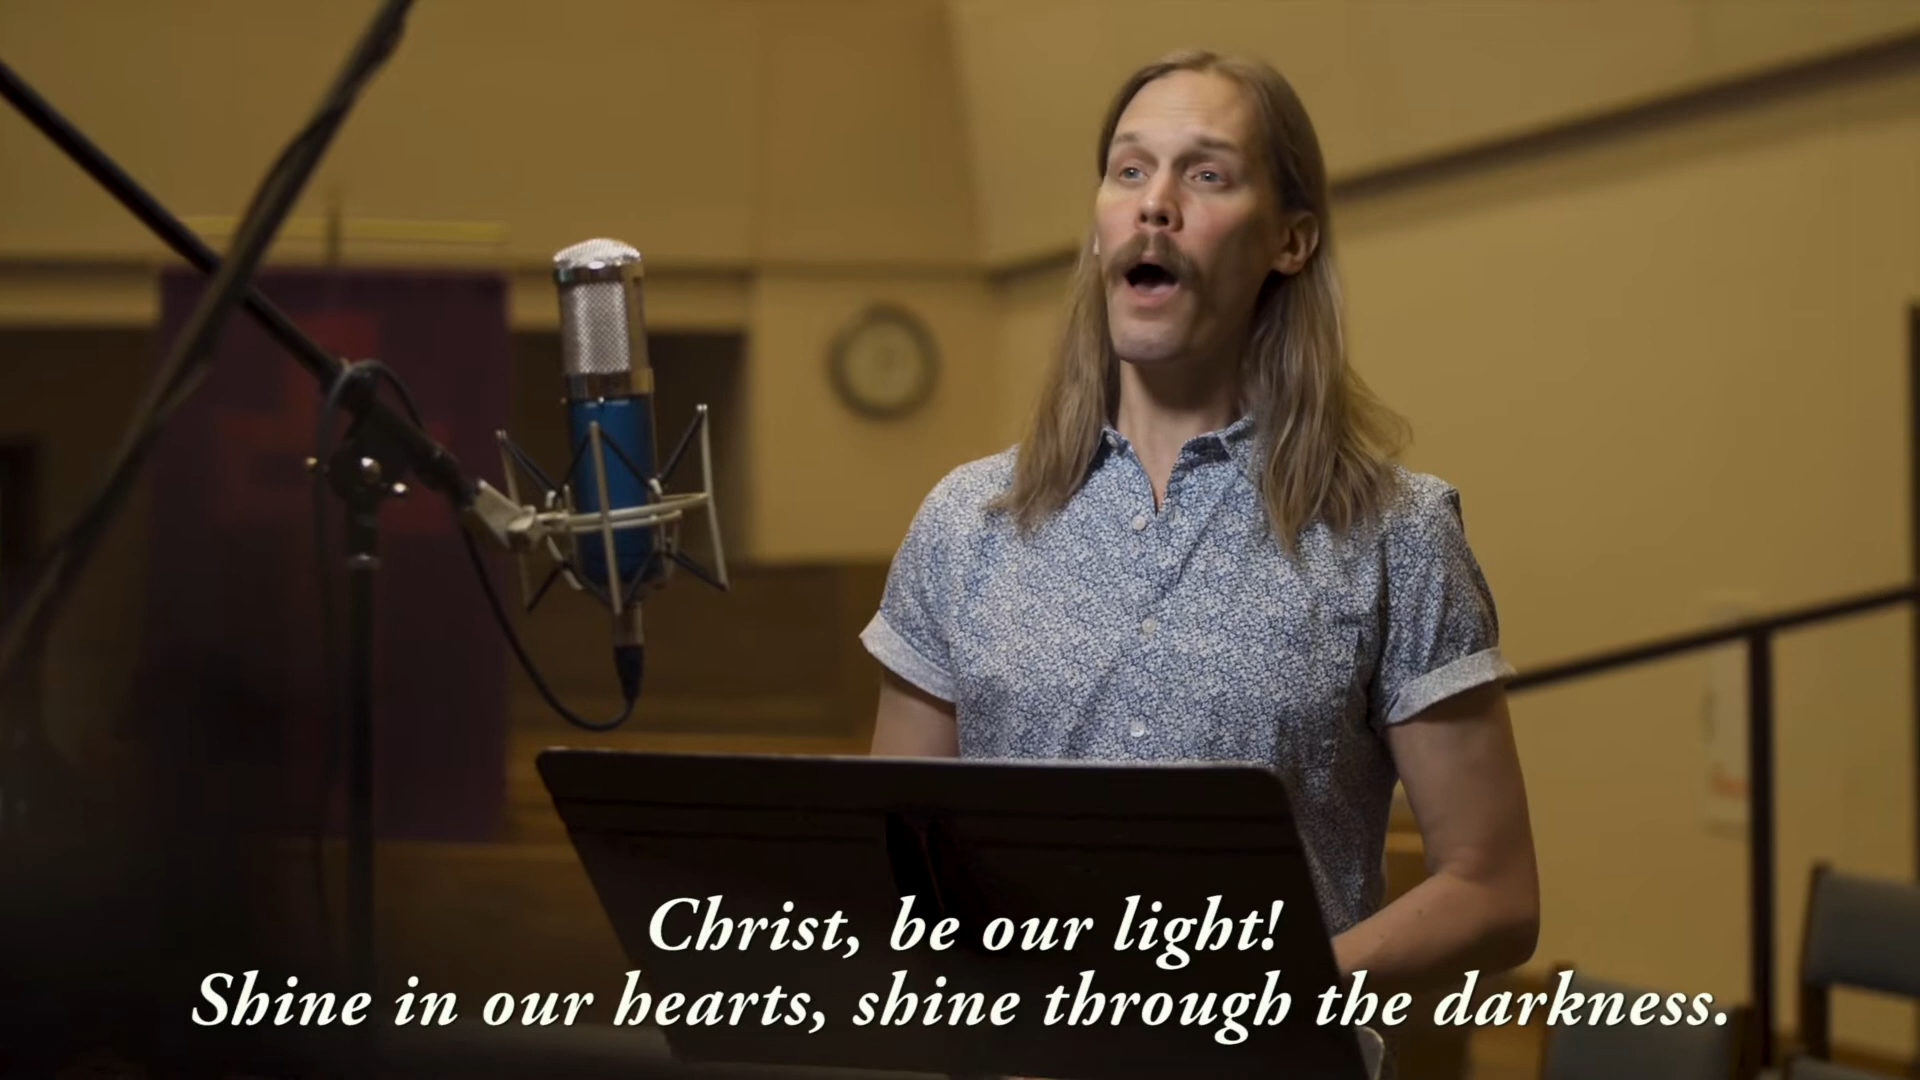 Christ, be our light!
Shine in our hearts, shine through the darkness.